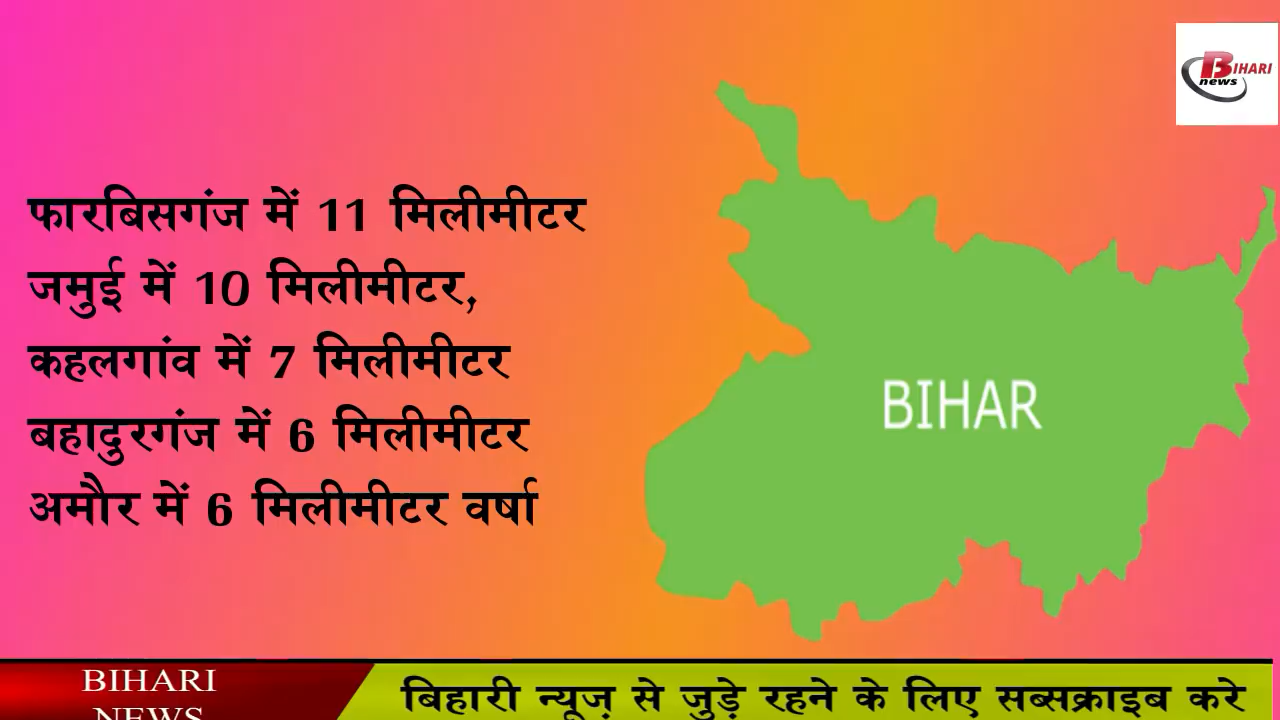 BIHARI
news
फारबिसगंज में 11 मिलीमीटर
जमुई में 10 मिलीमीटर,
कहलगांव में 7 मिलीमीटर
बहादुरगंज में 6 मिलीमीटर
अमौर में 6 मिलीमीटर वर्षा
BIHAR
BIHARI
NEWS
बिहारी न्यूज़ से जुड़े रहने के लिए सब्सक्राइब करे